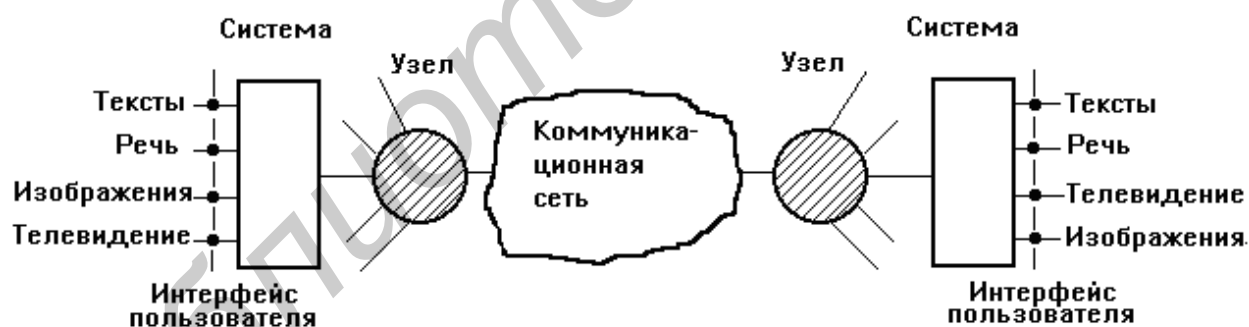 Система
Узел
Тексты
Речь
Изображения
Телевидение
Интерфейс
пользователя
Коммуника-
ционная
сеть
Узел
Система
Тексты
Речь
Телевидение
Изображения
Интерфейс
пользователя